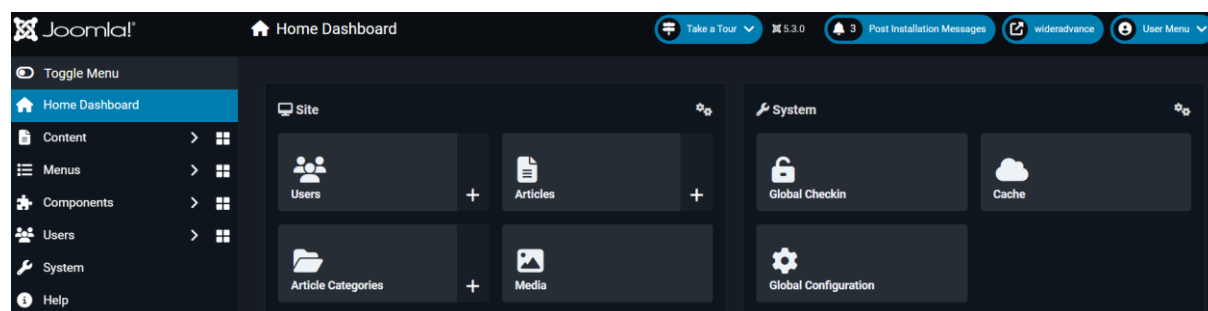 Joomla!®
Home Dashboard
Take a Tour
5.3.0
3 Post Installation Messages
wideradvance
User Menu
Toggle Menu
Home Dashboard
Content
Menus
Components
Users
System
Help
Site
Users
Articles
Article Categories
Media
System
Global Checkin
Cache
Global Configuration